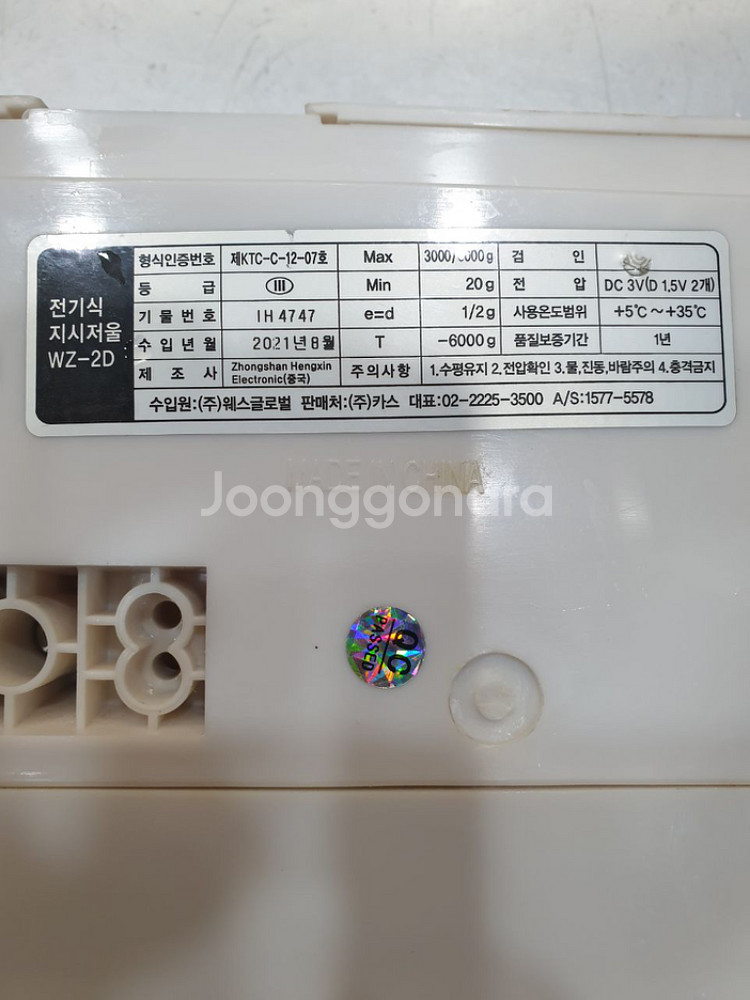 전기식
지시저울
WZ-2D
형식인증번호 제KTC-C-12-07호 Max 3000/6000g 검 인
등 급 III Min 20g 전 압 DC 3V(D 1.5V 2개)
기 물 번 호 IH 4747 e=d 1/2g 사용온도범위 +5℃~+35℃
수 입 년 월 2021년 8월 T -6000g 품질보증기간 1년
제 조 사 Zhongshan Hengxin Electronic(중국) 주의사항 1.수평유지 2.전압확인 3.물,진동,바람주의 4.충격금지
수입원:(주)웨스글로벌 판매처:(주)카스 대표:02-2225-3500 A/S:1577-5578
MADE IN CHINA
Joonggonara
QC
PASSED